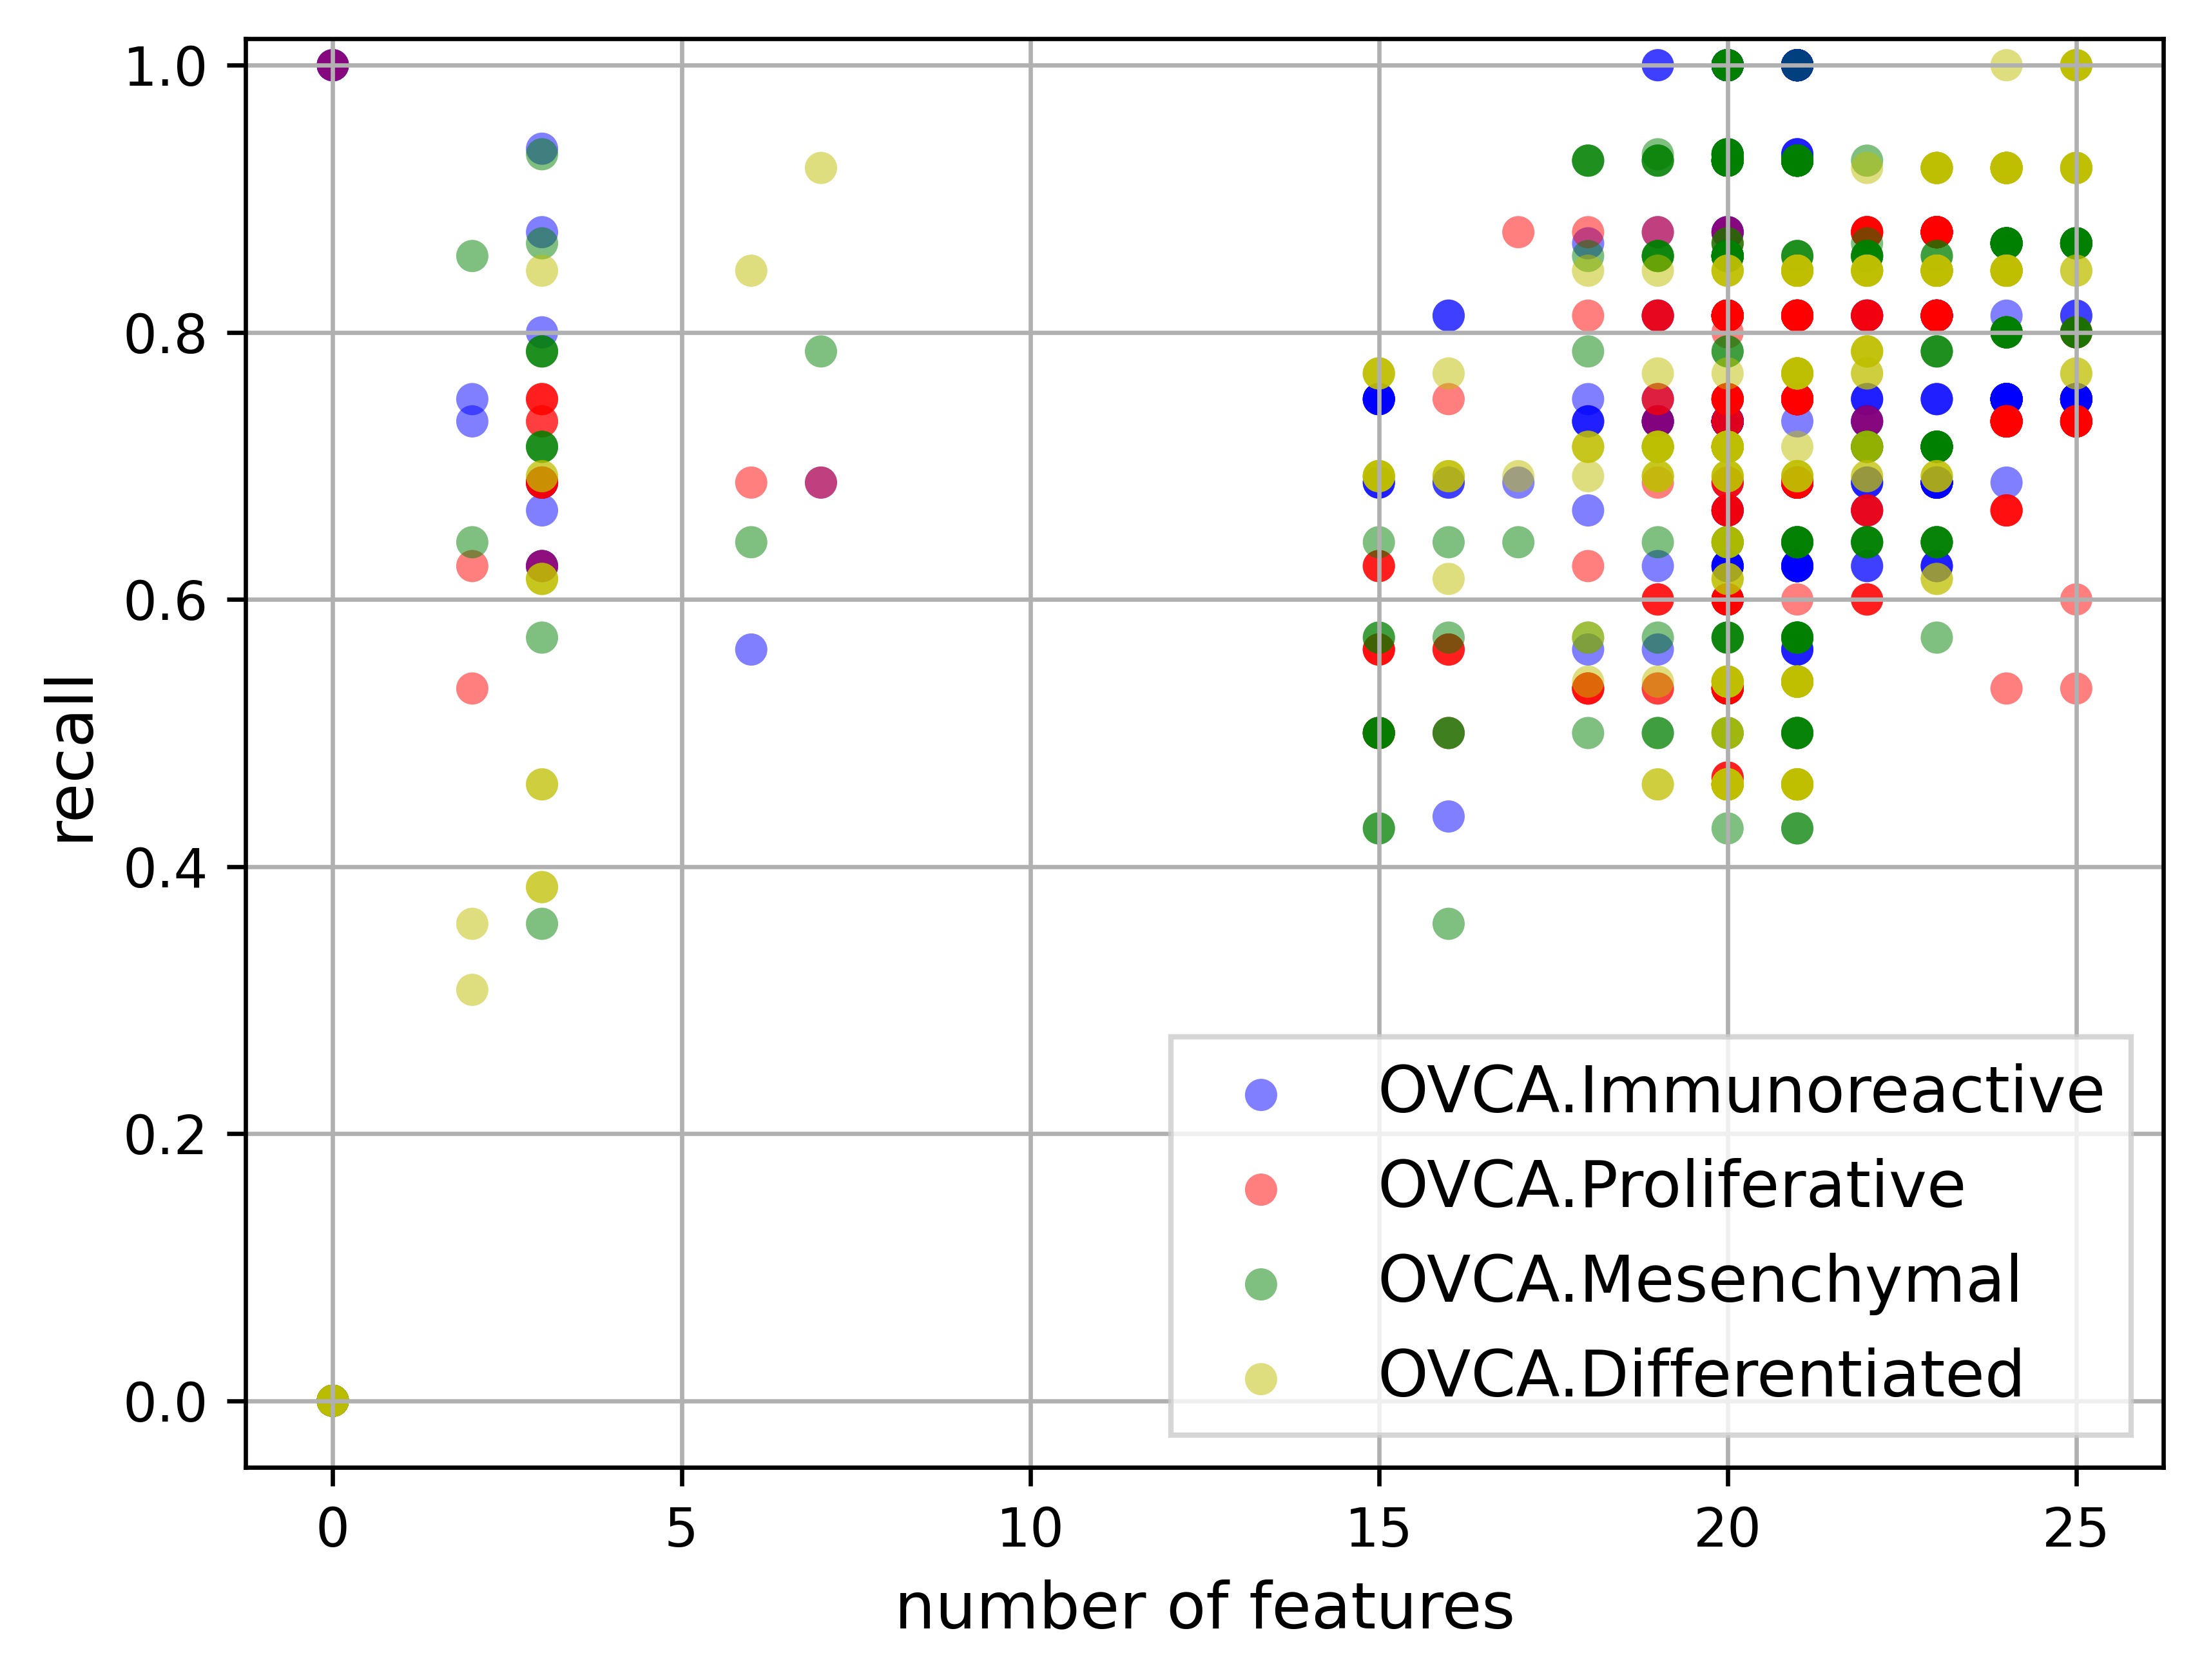 1.0
0.8
0.6
0.4
0.2
0.0
recall
0 5 10 15 20 25
number of features
OVCA.Immunoreactive
OVCA.Proliferative
OVCA.Mesenchymal
OVCA.Differentiated